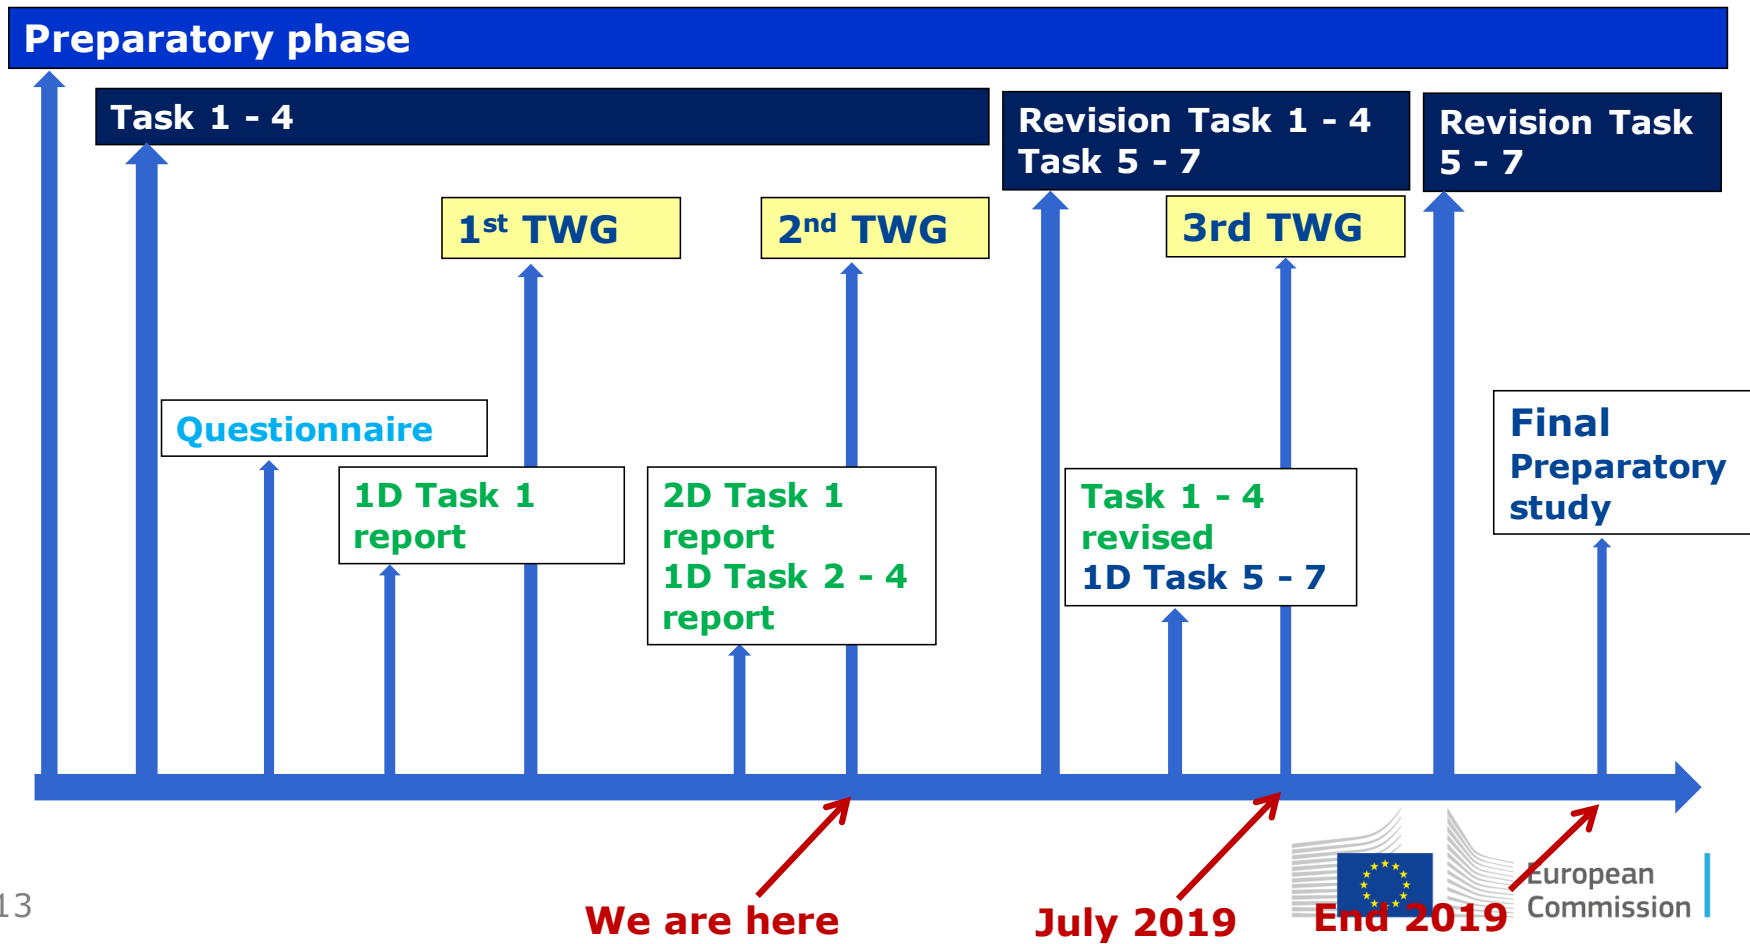 Preparatory phase
Task 1 - 4
Revision Task 1 - 4
Task 5 - 7
Revision Task
5 - 7
1st TWG
2nd TWG
3rd TWG
Questionnaire
1D Task 1
report
2D Task 1
report
1D Task 2 - 4
report
Task 1 - 4
revised
1D Task 5 - 7
Final
Preparatory
study
We are here
July 2019
End 2019
European
Commission
13